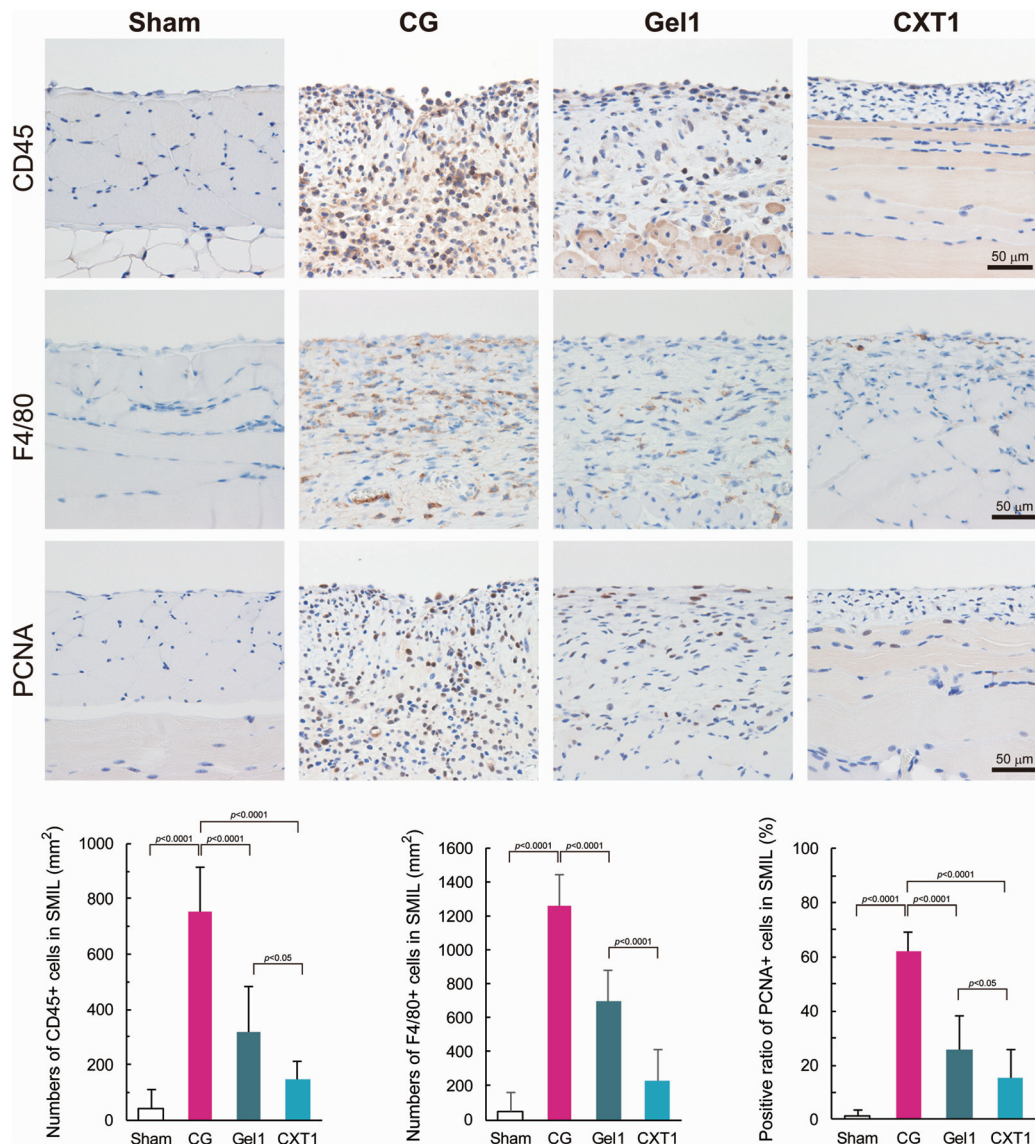 Sham CG Gel1 CXT1
CD45
50 μm
F4/80
50 μm
PCNA
50 μm
Numbers of CD45+ cells in SMIL (mm²)
1000
800
600
400
200
0
p<0.0001
p<0.0001 p<0.0001
p<0.05
Sham CG Gel1 CXT1
Numbers of F4/80+ cells in SMIL (mm²)
1600
1400
1200
1000
800
600
400
200
0
p<0.0001 p<0.0001
p<0.0001
Sham CG Gel1 CXT1
Positive ratio of PCNA+ cells in SMIL (%)
100
80
60
40
20
0
p<0.0001
p<0.0001 p<0.0001
p<0.05
Sham CG Gel1 CXT1